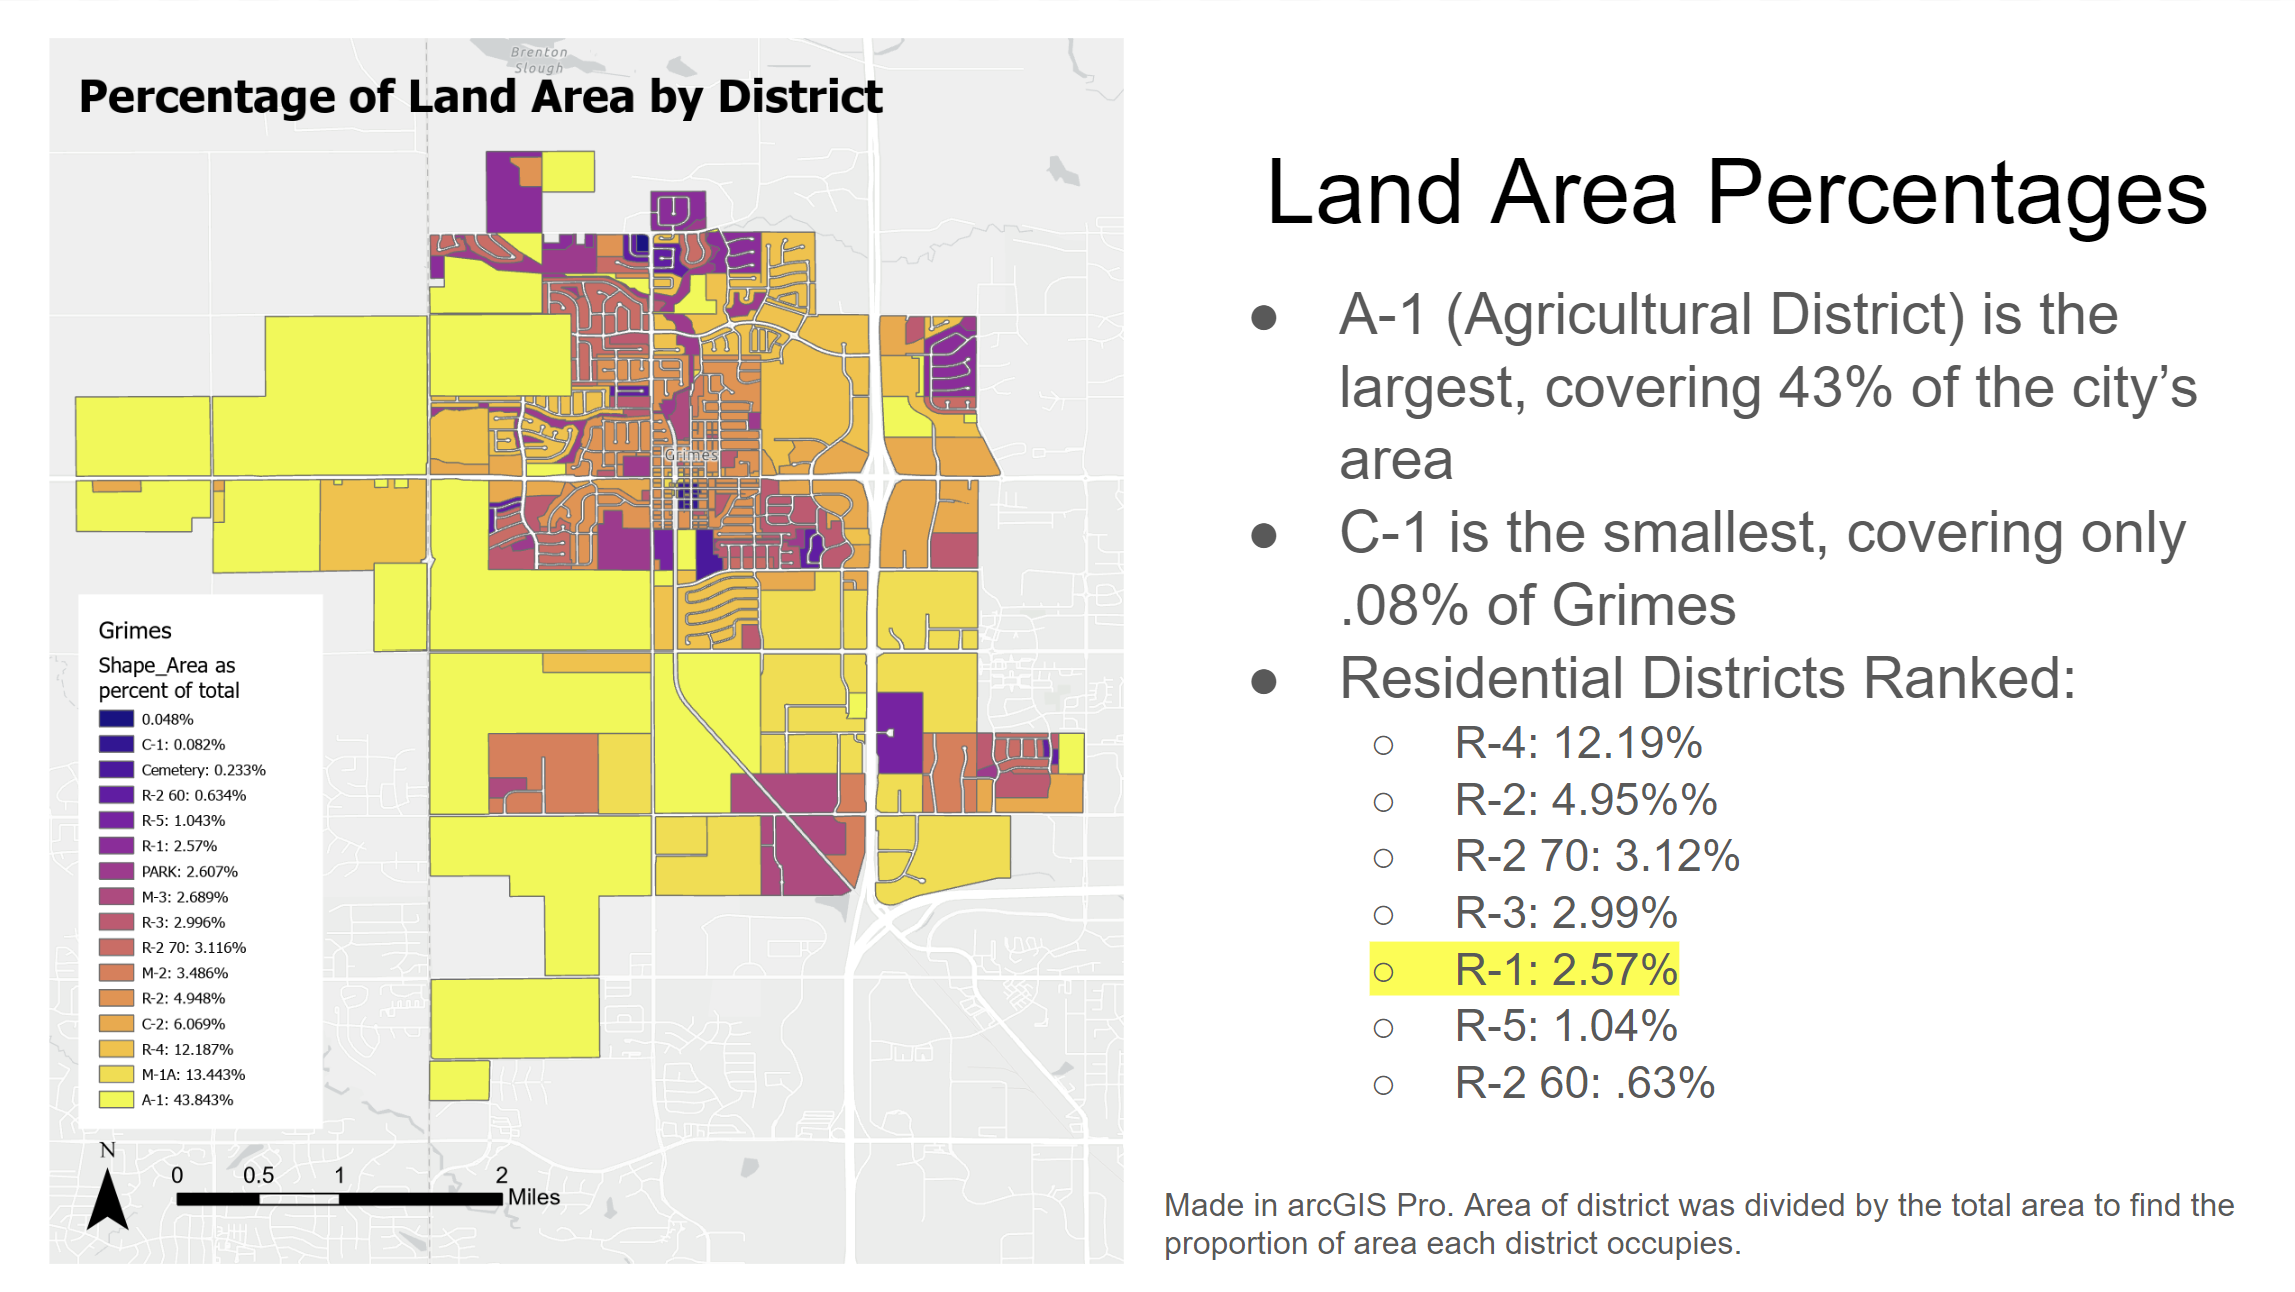 Brenton
Slough
Percentage of Land Area by District
Grimes
Grimes
Shape_Area as
percent of total
0.048%
C-1: 0.082%
Cemetery: 0.233%
R-2 60: 0.634%
R-5: 1.043%
R-1: 2.57%
PARK: 2.607%
M-3: 2.689%
R-3: 2.996%
R-2 70: 3.116%
M-2: 3.486%
R-2: 4.948%
C-2: 6.069%
R-4: 12.187%
M-1A: 13.443%
A-1: 43.843%
N
0 0.5 1 2
Miles
Land Area Percentages
● A-1 (Agricultural District) is the
largest, covering 43% of the city’s
area
● C-1 is the smallest, covering only
.08% of Grimes
● Residential Districts Ranked:
○ R-4: 12.19%
○ R-2: 4.95%%
○ R-2 70: 3.12%
○ R-3: 2.99%
○ R-1: 2.57%
○ R-5: 1.04%
○ R-2 60: .63%
Made in arcGIS Pro. Area of district was divided by the total area to find the
proportion of area each district occupies.